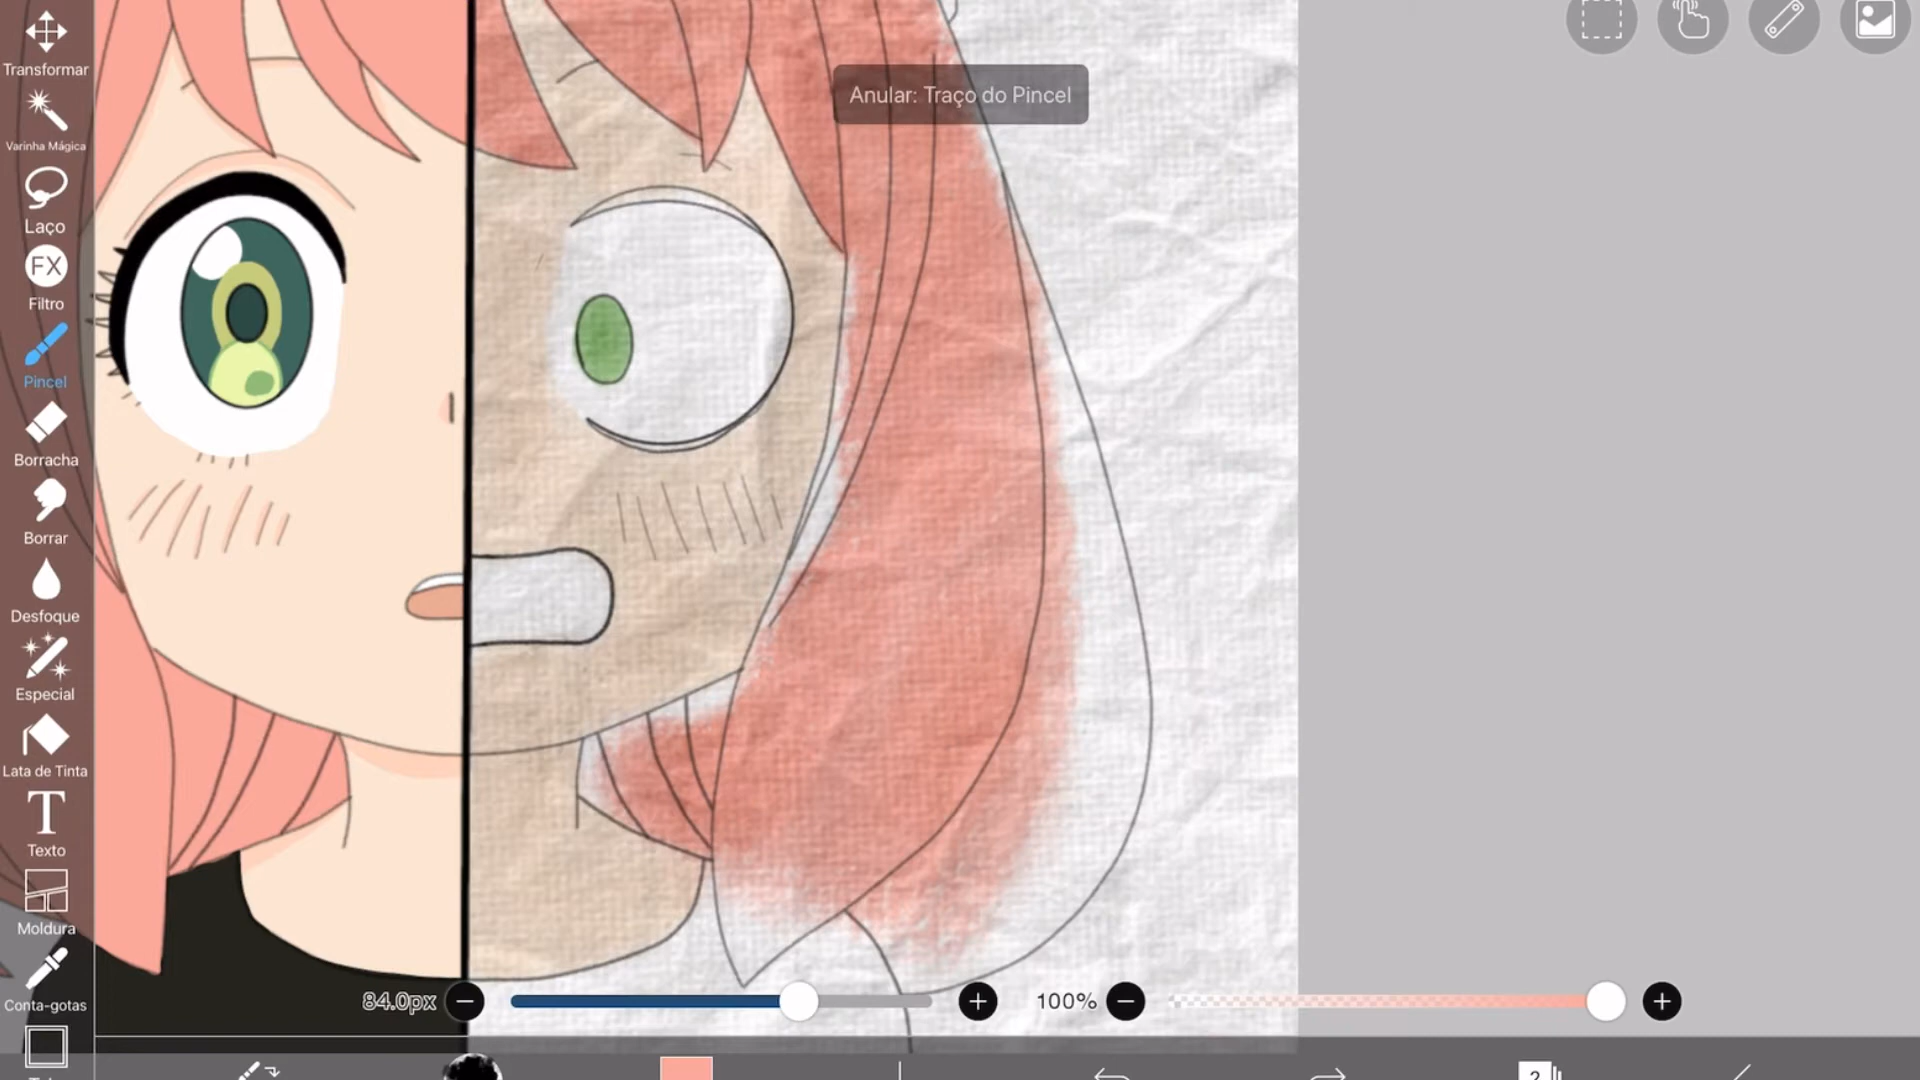 Transformar
Varinha Mágica
Laço
FX
Filtro
Pincel
Borracha
Borrar
Desfoque
Especial
Lata de Tinta
T
Texto
Moldura
Conta-gotas
Anular: Traço do Pincel
84.0px
100%
2